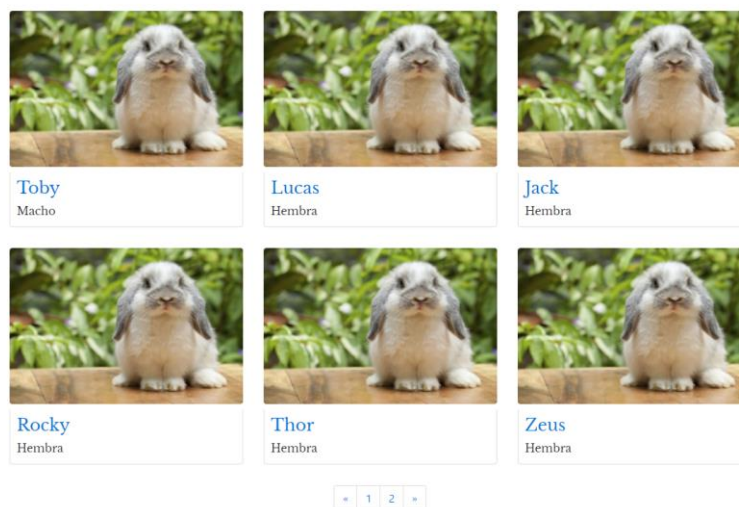 Toby
Macho
Lucas
Hembra
Jack
Hembra
Rocky
Hembra
Thor
Hembra
Zeus
Hembra
« 1 2 »